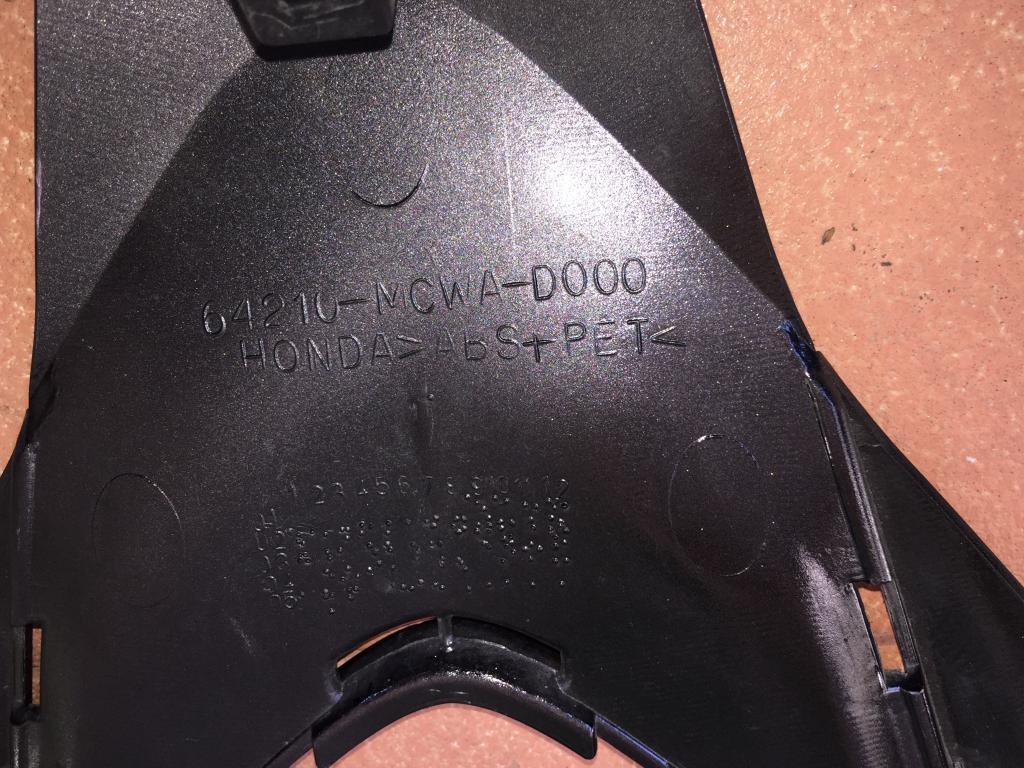 64210-MCWA-D000
HONDA>ABS+PET<
1 2 3 4 5 6 7 8 9 10 11 12